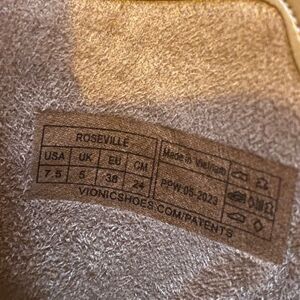 ROSEVILLE
USA UK EU CM
7.5 5 38 24
Made in Vietnam
PPW 05-2023
VIONICSHOES.COM/PATENTS